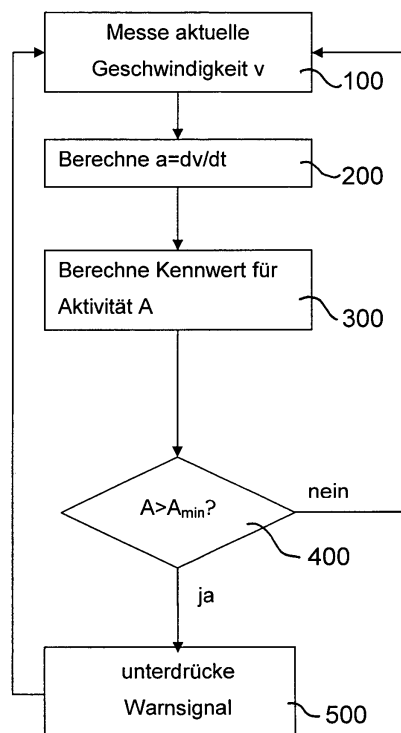 Messe aktuelle
Geschwindigkeit v
100
Berechne a=dv/dt
200
Berechne Kennwert für
Aktivität A
300
A>Amin?
nein
400
ja
unterdrücke
Warnsignal
500